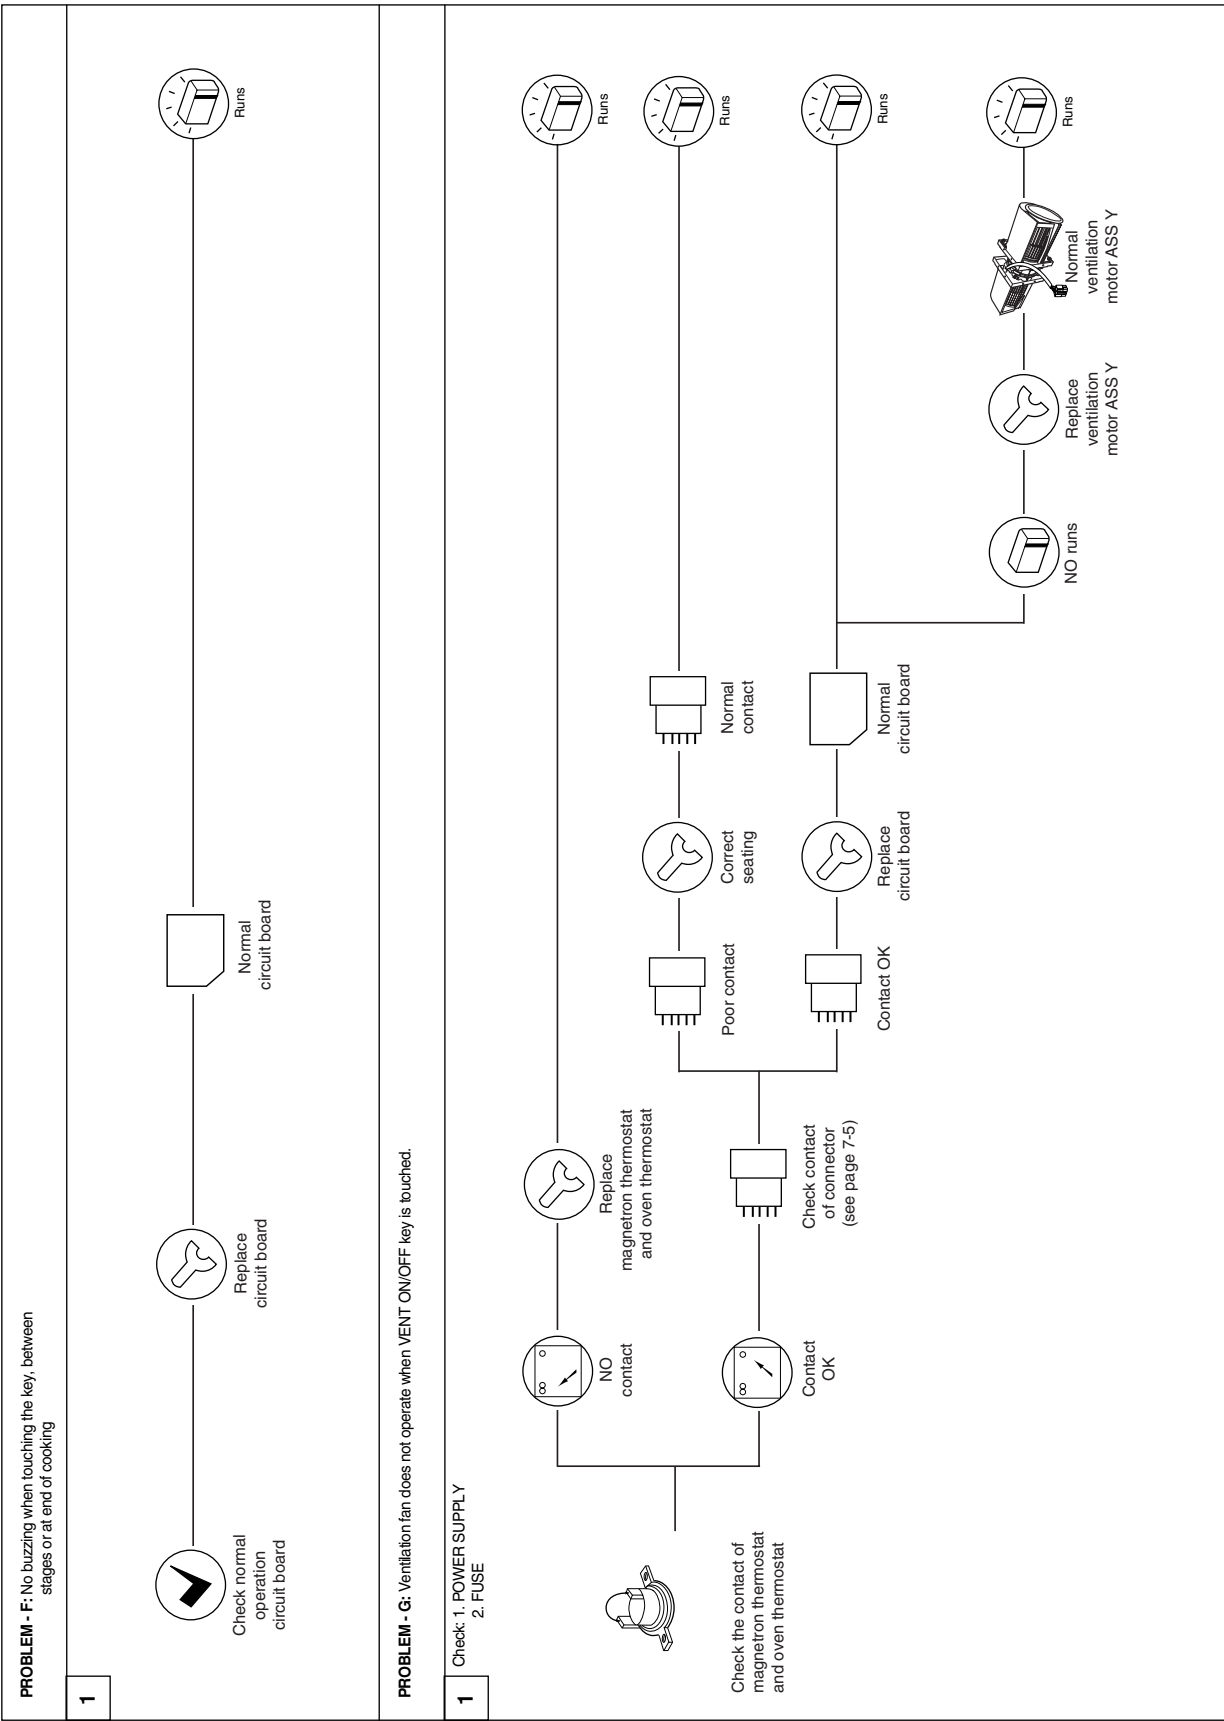 PROBLEM - F: No buzzing when touching the key, between
stages or at end of cooking
1
Check normal
operation
circuit board
Replace
circuit board
Normal
circuit board
Runs
PROBLEM - G: Ventilation fan does not operate when VENT ON/OFF key is touched.
1
Check: 1. POWER SUPPLY
2. FUSE
Check the contact of
magnetron thermostat
and oven thermostat
NO
contact
Replace
magnetron thermostat
and oven thermostat
Runs
Contact
OK
Check contact
of connector
(see page 7-5)
Poor contact
Correct
seating
Normal
contact
Runs
Contact OK
Replace
circuit board
Normal
circuit board
Runs
NO runs
Replace
ventilation
motor ASS Y
Normal
ventilation
motor ASS Y
Runs